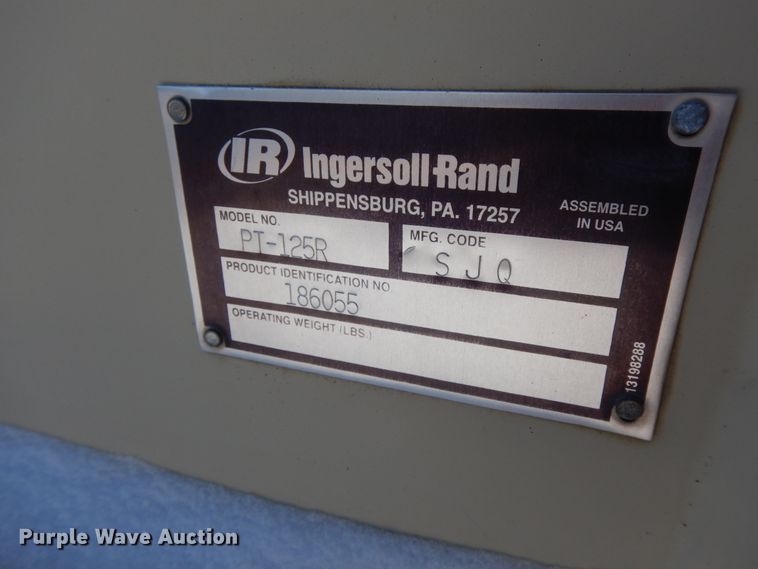 IR Ingersoll-Rand
SHIPPENSBURG, PA. 17257
ASSEMBLED
IN USA
MODEL NO.
PT-125R
MFG. CODE
SJQ
PRODUCT IDENTIFICATION NO
186055
OPERATING WEIGHT (LBS.)
13198288
Purple Wave Auction